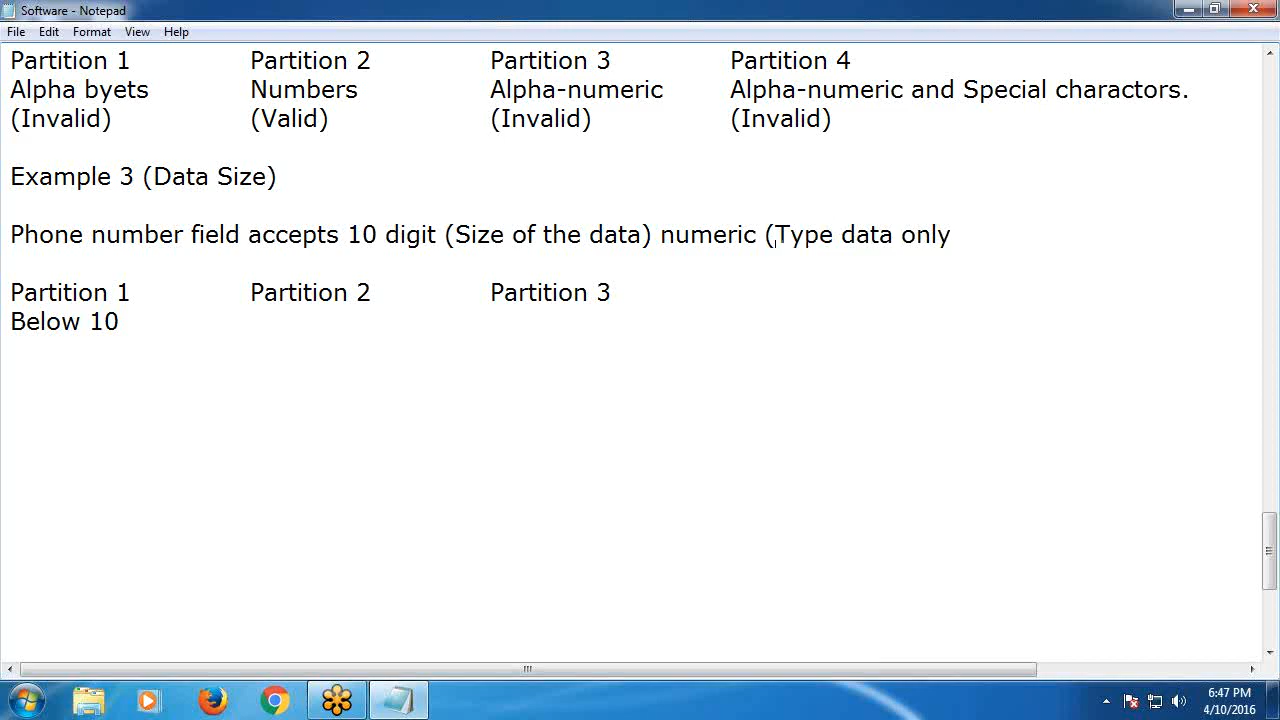 Software - Notepad
File Edit Format View Help
Partition 1 Partition 2 Partition 3 Partition 4
Alpha byets Numbers Alpha-numeric Alpha-numeric and Special charactors.
(Invalid) (Valid) (Invalid) (Invalid)
Example 3 (Data Size)
Phone number field accepts 10 digit (Size of the data) numeric (Type data only
Partition 1 Partition 2 Partition 3
Below 10
6:47 PM
4/10/2016